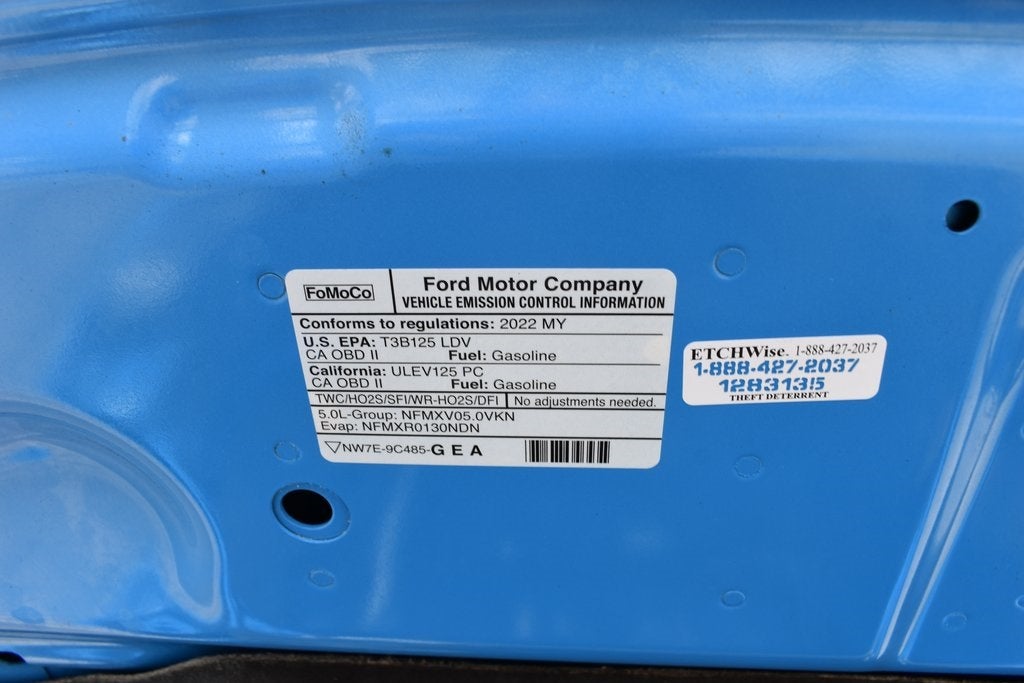 FoMoCo
Ford Motor Company
VEHICLE EMISSION CONTROL INFORMATION
Conforms to regulations: 2022 MY
U.S. EPA: T3B125 LDV
CA OBD II Fuel: Gasoline
California: ULEV125 PC
CA OBD II Fuel: Gasoline
TWC/HO2S/SFI/WR-HO2S/DFI No adjustments needed.
5.0L-Group: NFMXV05.0VKN
Evap: NFMXR0130NDN
NW7E-9C485-G E A
ETCHWise. 1-888-427-2037
1-888-427-2037
1283135
THEFT DETERRENT